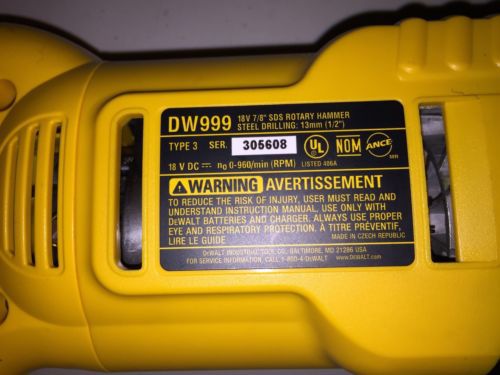 DW999 18V 7/8" SDS ROTARY HAMMER
STEEL DRILLING: 13mm (1/2")
TYPE 3 SER. 305608
UL NOM ANCE
18 V DC n0 0-960/min (RPM) LISTED 486A
WARNING AVERTISSEMENT
TO REDUCE THE RISK OF INJURY, USER MUST READ AND
UNDERSTAND INSTRUCTION MANUAL, USE ONLY WITH
DEWALT BATTERIES AND CHARGER. ALWAYS USE PROPER
EYE AND RESPIRATORY PROTECTION. À TITRE PRÉVENTIF,
LIRE LE GUIDE
MADE IN CZECH REPUBLIC
DEWALT INDUSTRIAL TOOL CO., BALTIMORE, MD 21286 USA
FOR SERVICE INFORMATION, CALL 1-800-4-DEWALT www.DEWALT.com